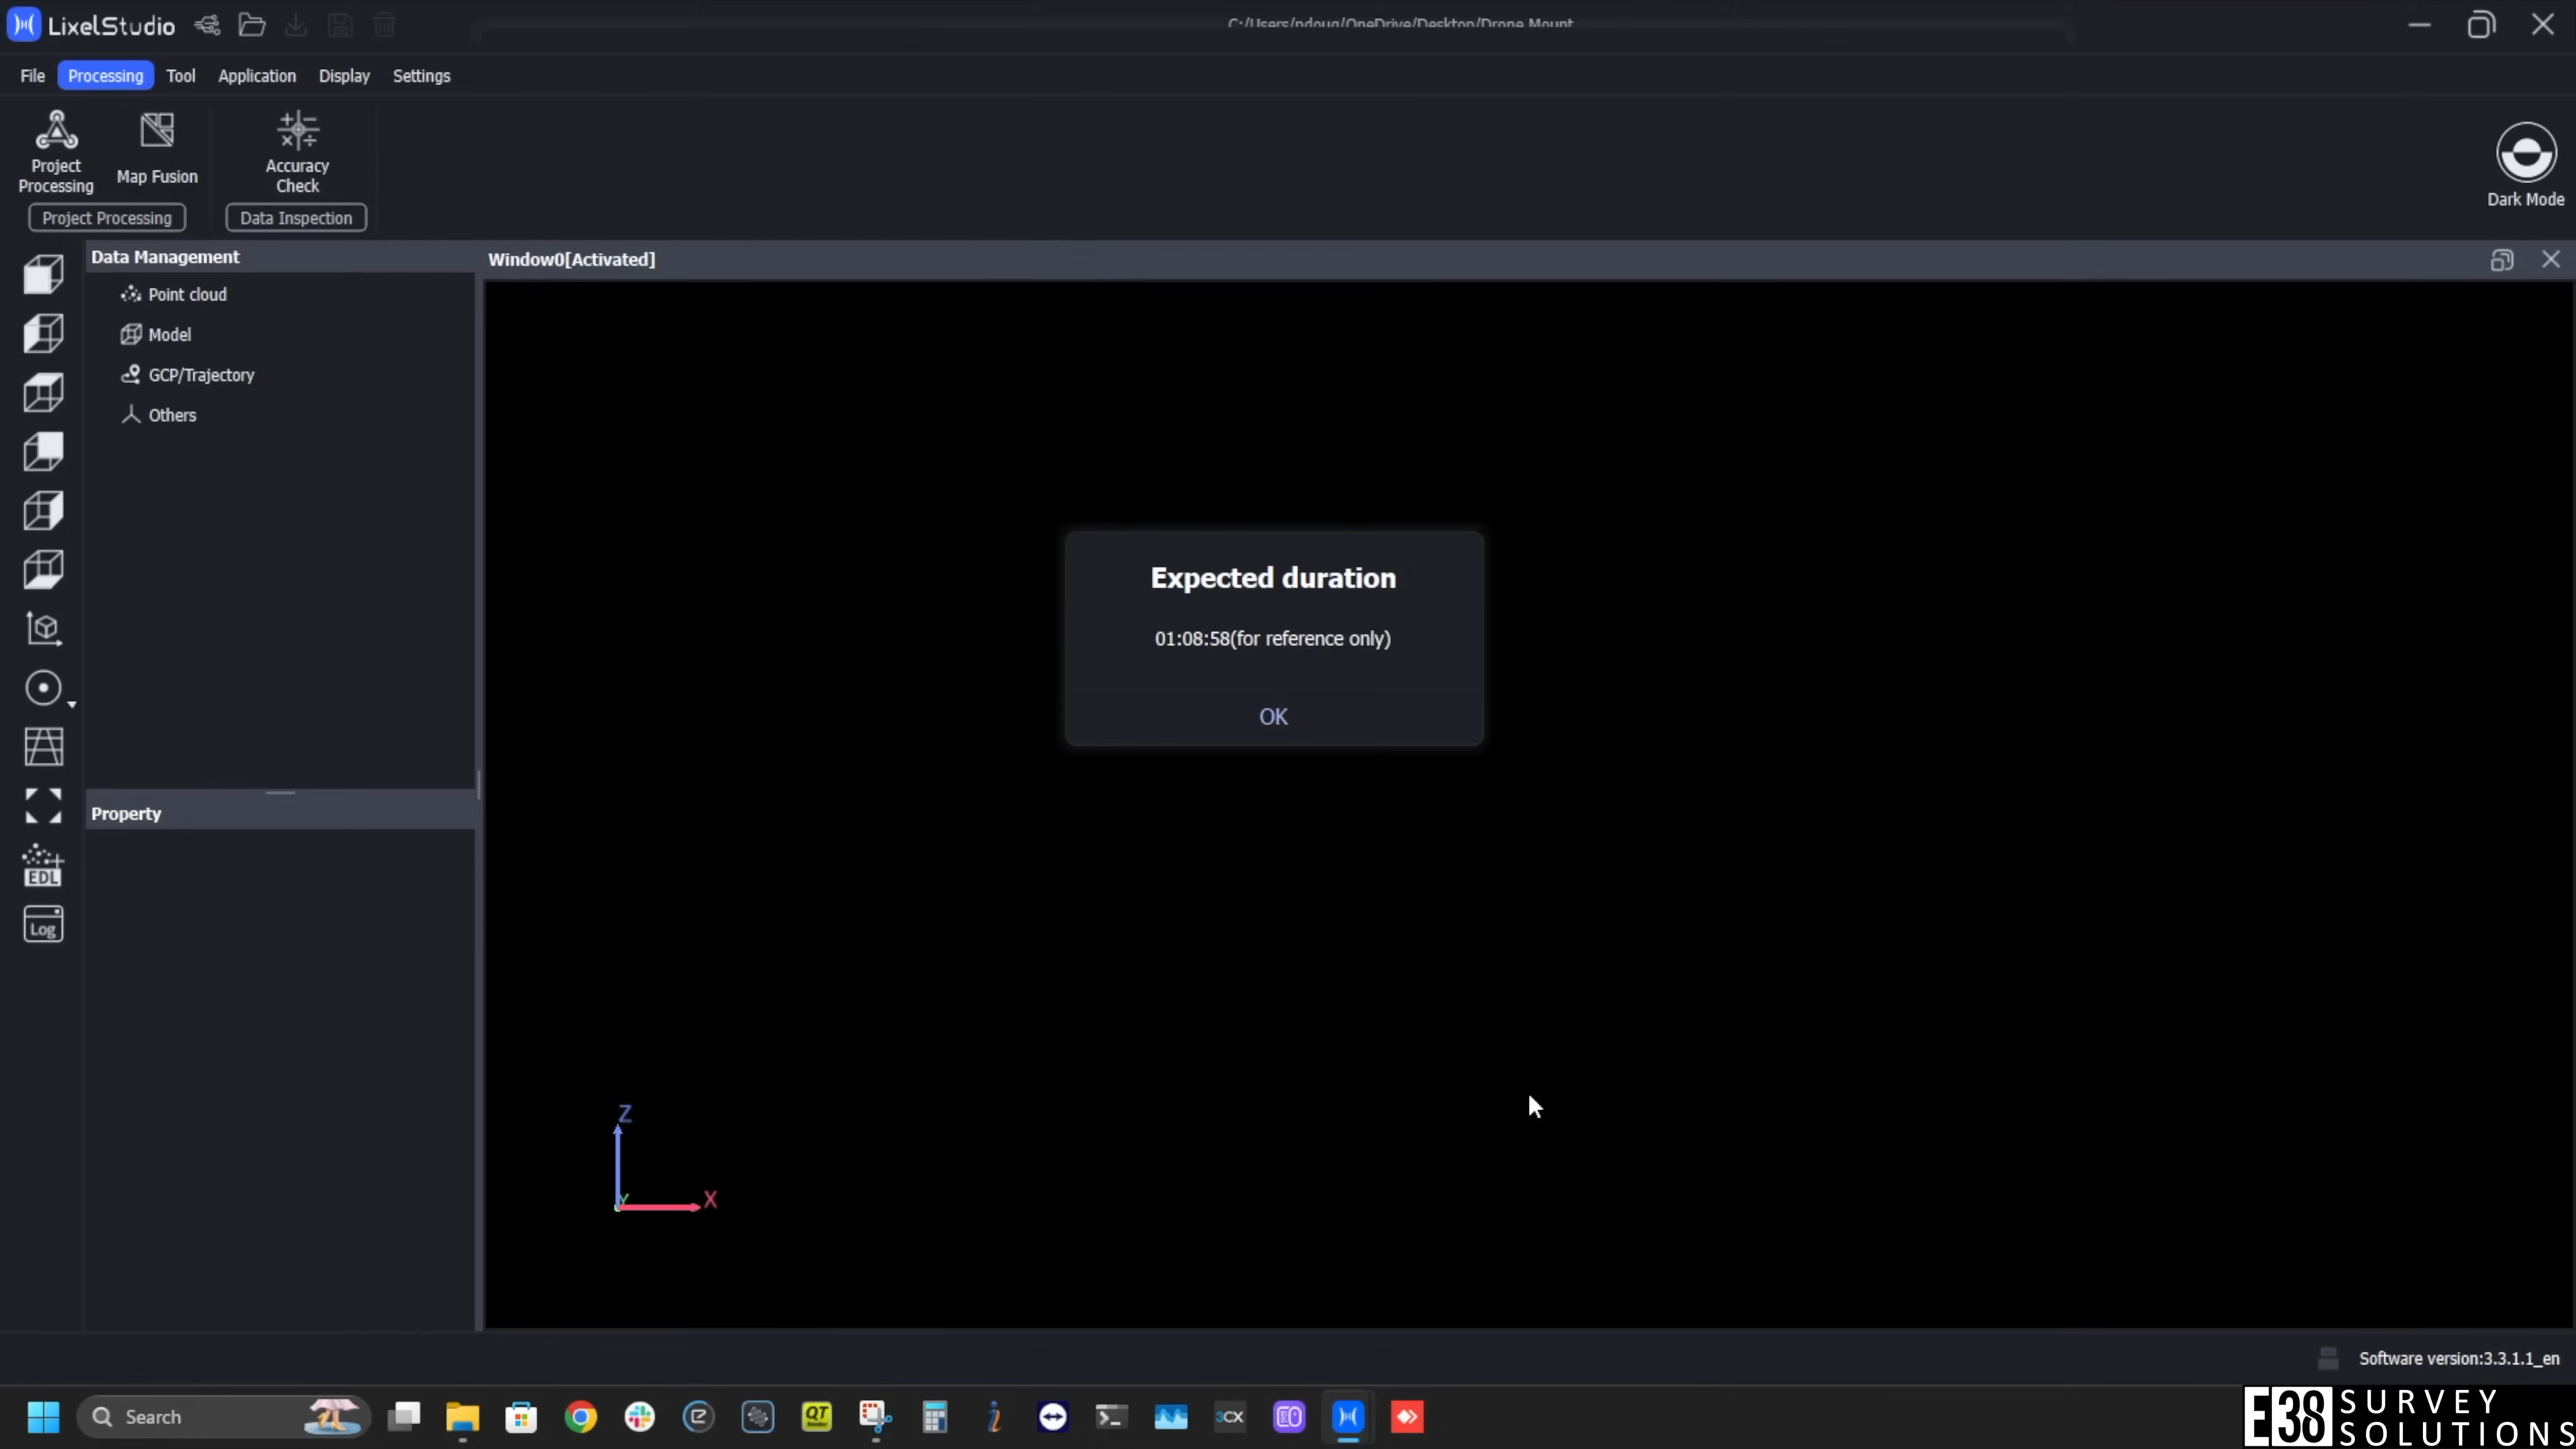 LixelStudio
C:/Users/ndoug/OneDrive/Desktop/Drone Mount
File Processing Tool Application Display Settings
Project Processing
Map Fusion
Accuracy Check
Project Processing
Data Inspection
Dark Mode
Data Management
Point cloud
Model
GCP/Trajectory
Others
Window0[Activated]
Expected duration
01:08:58(for reference only)
OK
Property
EDL
Log
Z
Y
X
Software version:3.3.1.1_en
Search
QT
3CX
E38 SURVEY
SOLUTIONS